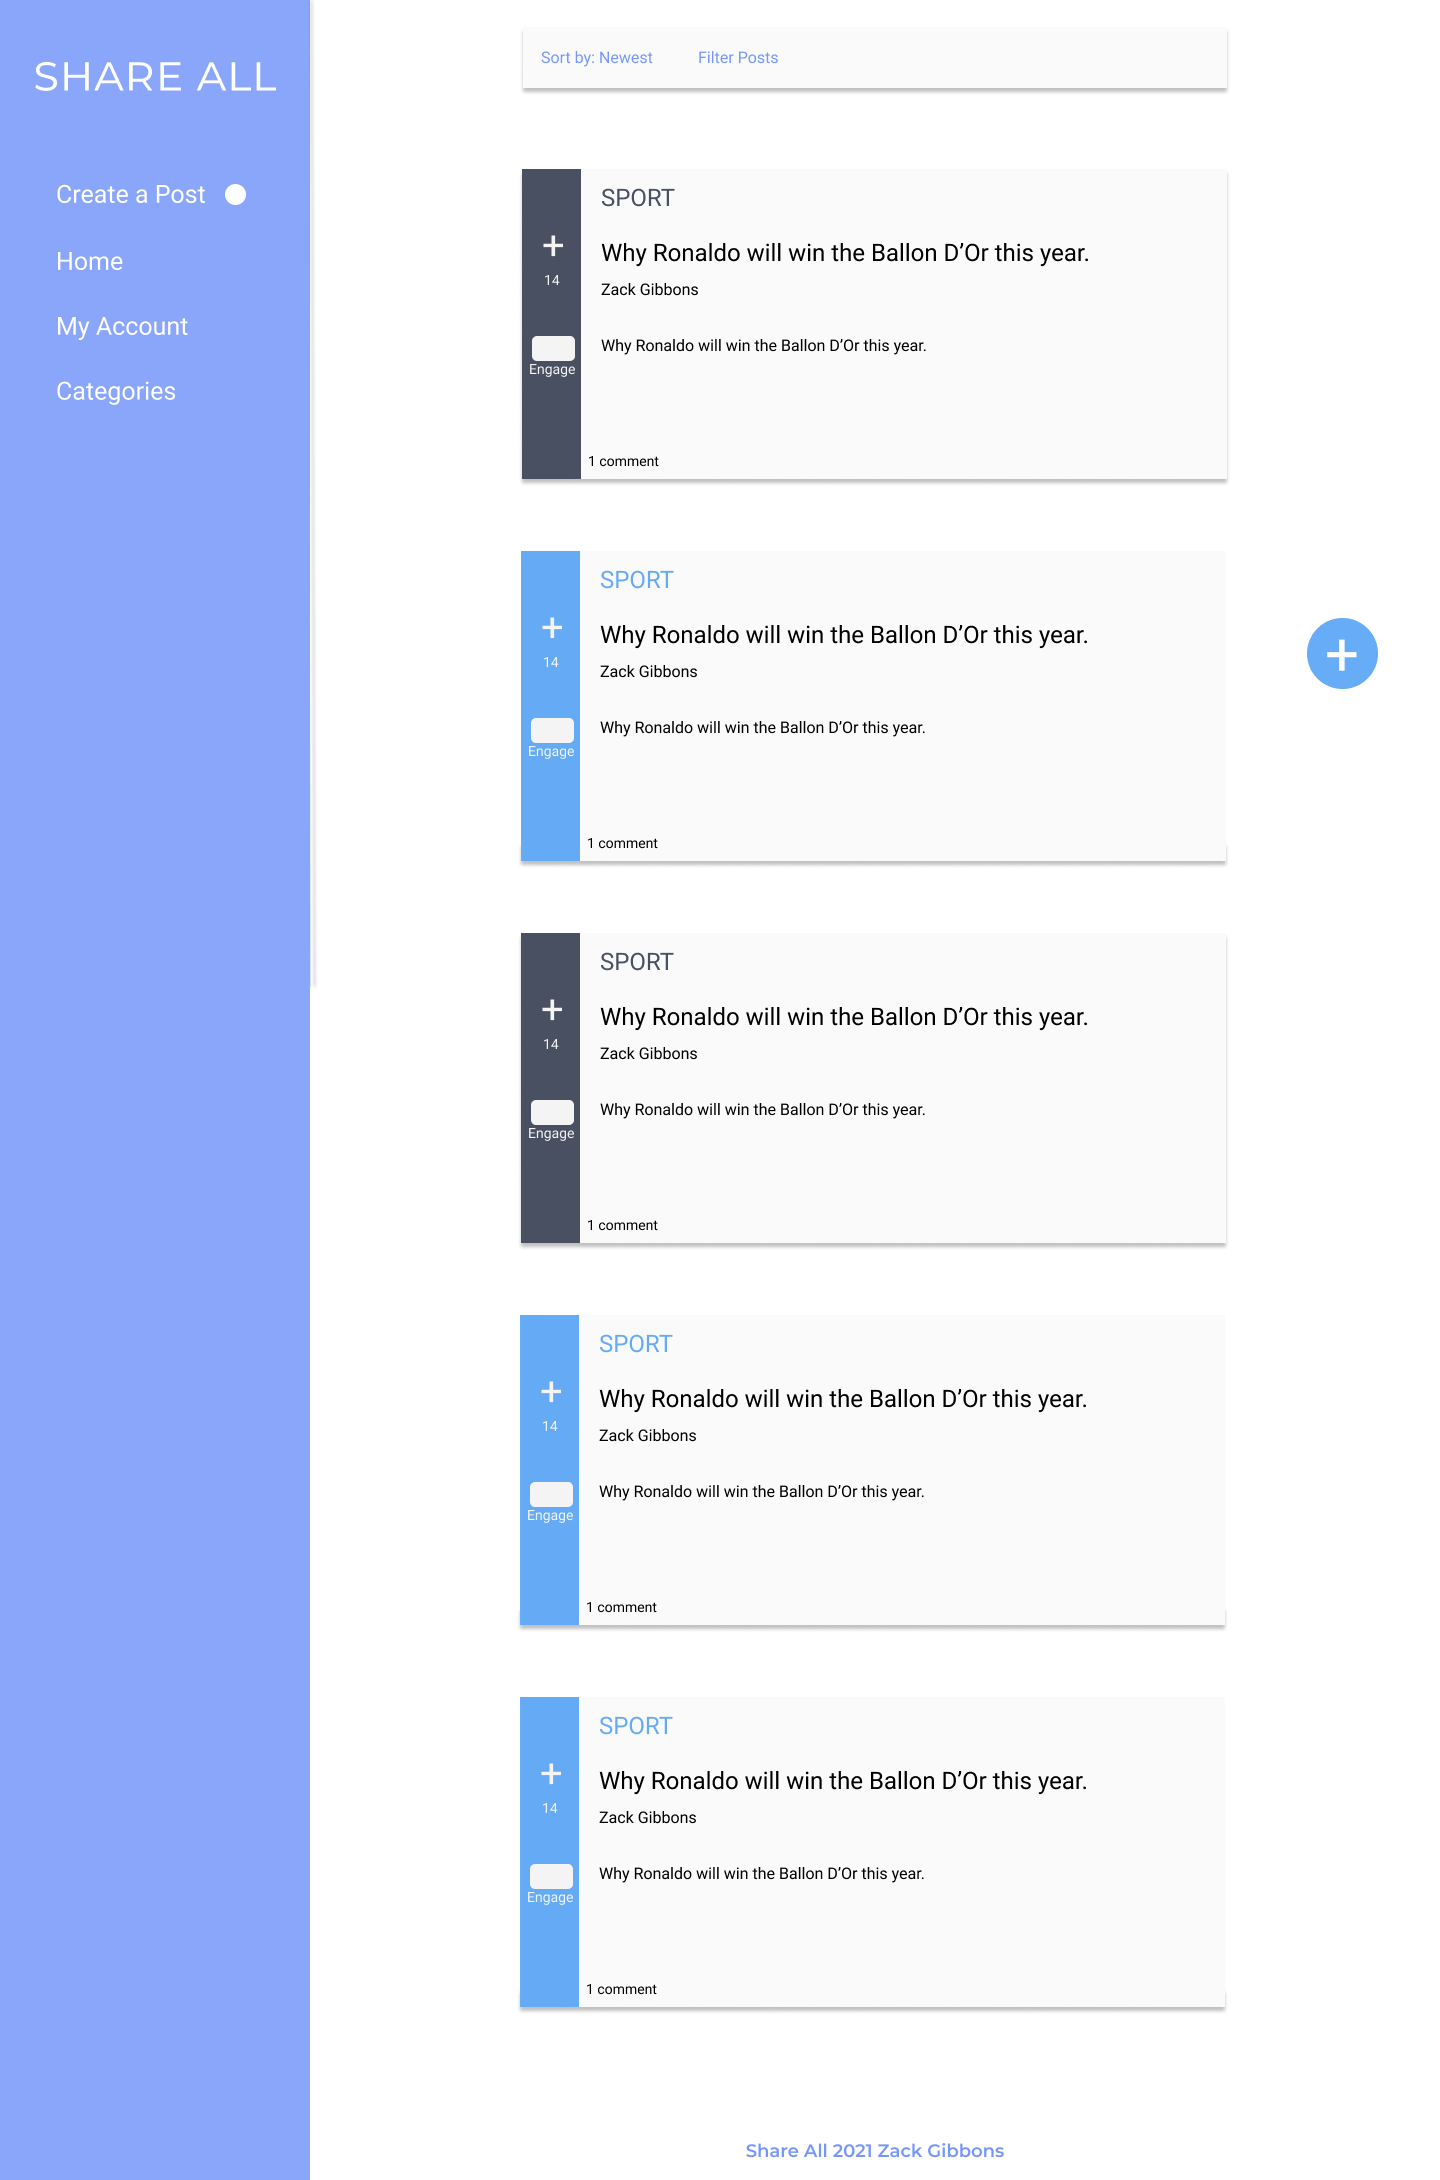 SHARE ALL
Create a Post
Home
My Account
Categories
Sort by: Newest Filter Posts
SPORT
+
Why Ronaldo will win the Ballon D’Or this year.
14
Zack Gibbons
Why Ronaldo will win the Ballon D’Or this year.
Engage
1 comment
SPORT
+
Why Ronaldo will win the Ballon D’Or this year.
14
Zack Gibbons
Why Ronaldo will win the Ballon D’Or this year.
Engage
1 comment
+
SPORT
+
Why Ronaldo will win the Ballon D’Or this year.
14
Zack Gibbons
Why Ronaldo will win the Ballon D’Or this year.
Engage
1 comment
SPORT
+
Why Ronaldo will win the Ballon D’Or this year.
14
Zack Gibbons
Why Ronaldo will win the Ballon D’Or this year.
Engage
1 comment
SPORT
+
Why Ronaldo will win the Ballon D’Or this year.
14
Zack Gibbons
Why Ronaldo will win the Ballon D’Or this year.
Engage
1 comment
Share All 2021 Zack Gibbons